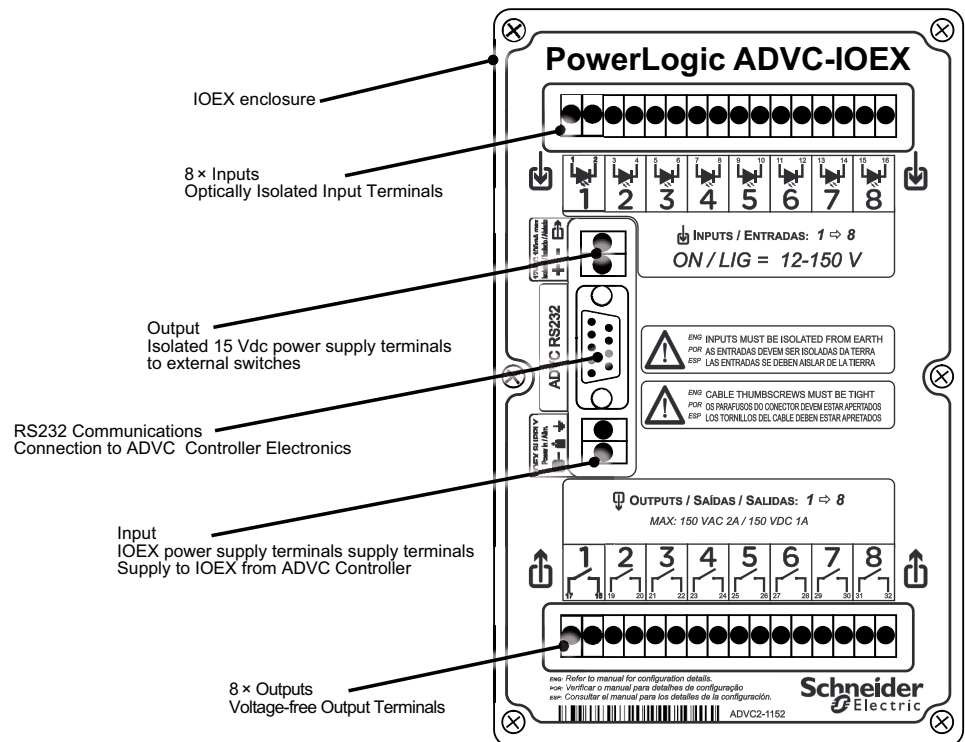 PowerLogic ADVC-IOEX
IOEX enclosure
8 × Inputs
Optically Isolated Input Terminals
1 2 3 4 5 6 7 8 9 10 11 12 13 14 15 16
1 2 3 4 5 6 7 8
INPUTS / ENTRADAS: 1 ⇨ 8
ON / LIG = 12-150 V
Output
Isolated 15 Vdc power supply terminals
to external switches
ADVC RS232
ENG INPUTS MUST BE ISOLATED FROM EARTH
POR AS ENTRADAS DEVEM SER ISOLADAS DA TERRA
ESP LAS ENTRADAS SE DEBEN AISLAR DE LA TIERRA
ENG CABLE THUMBSCREWS MUST BE TIGHT
POR OS PARAFUSOS DO CONECTOR DEVEM ESTAR APERTADOS
ESP LOS TORNILLOS DEL CABLE DEBEN ESTAR APRETADOS
RS232 Communications
Connection to ADVC Controller Electronics
Input
IOEX power supply terminals supply terminals
Supply to IOEX from ADVC Controller
OUTPUTS / SAÍDAS / SALIDAS: 1 ⇨ 8
MAX: 150 VAC 2A / 150 VDC 1A
1 2 3 4 5 6 7 8
17 18 19 20 21 22 23 24 25 26 27 28 29 30 31 32
8 × Outputs
Voltage-free Output Terminals
ENG: Refer to manual for configuration details.
POR: Verificar o manual para detalhes de configuração
ESP: Consultar el manual para los detalles de la configuración.
Schneider
Electric
ADVC2-1152